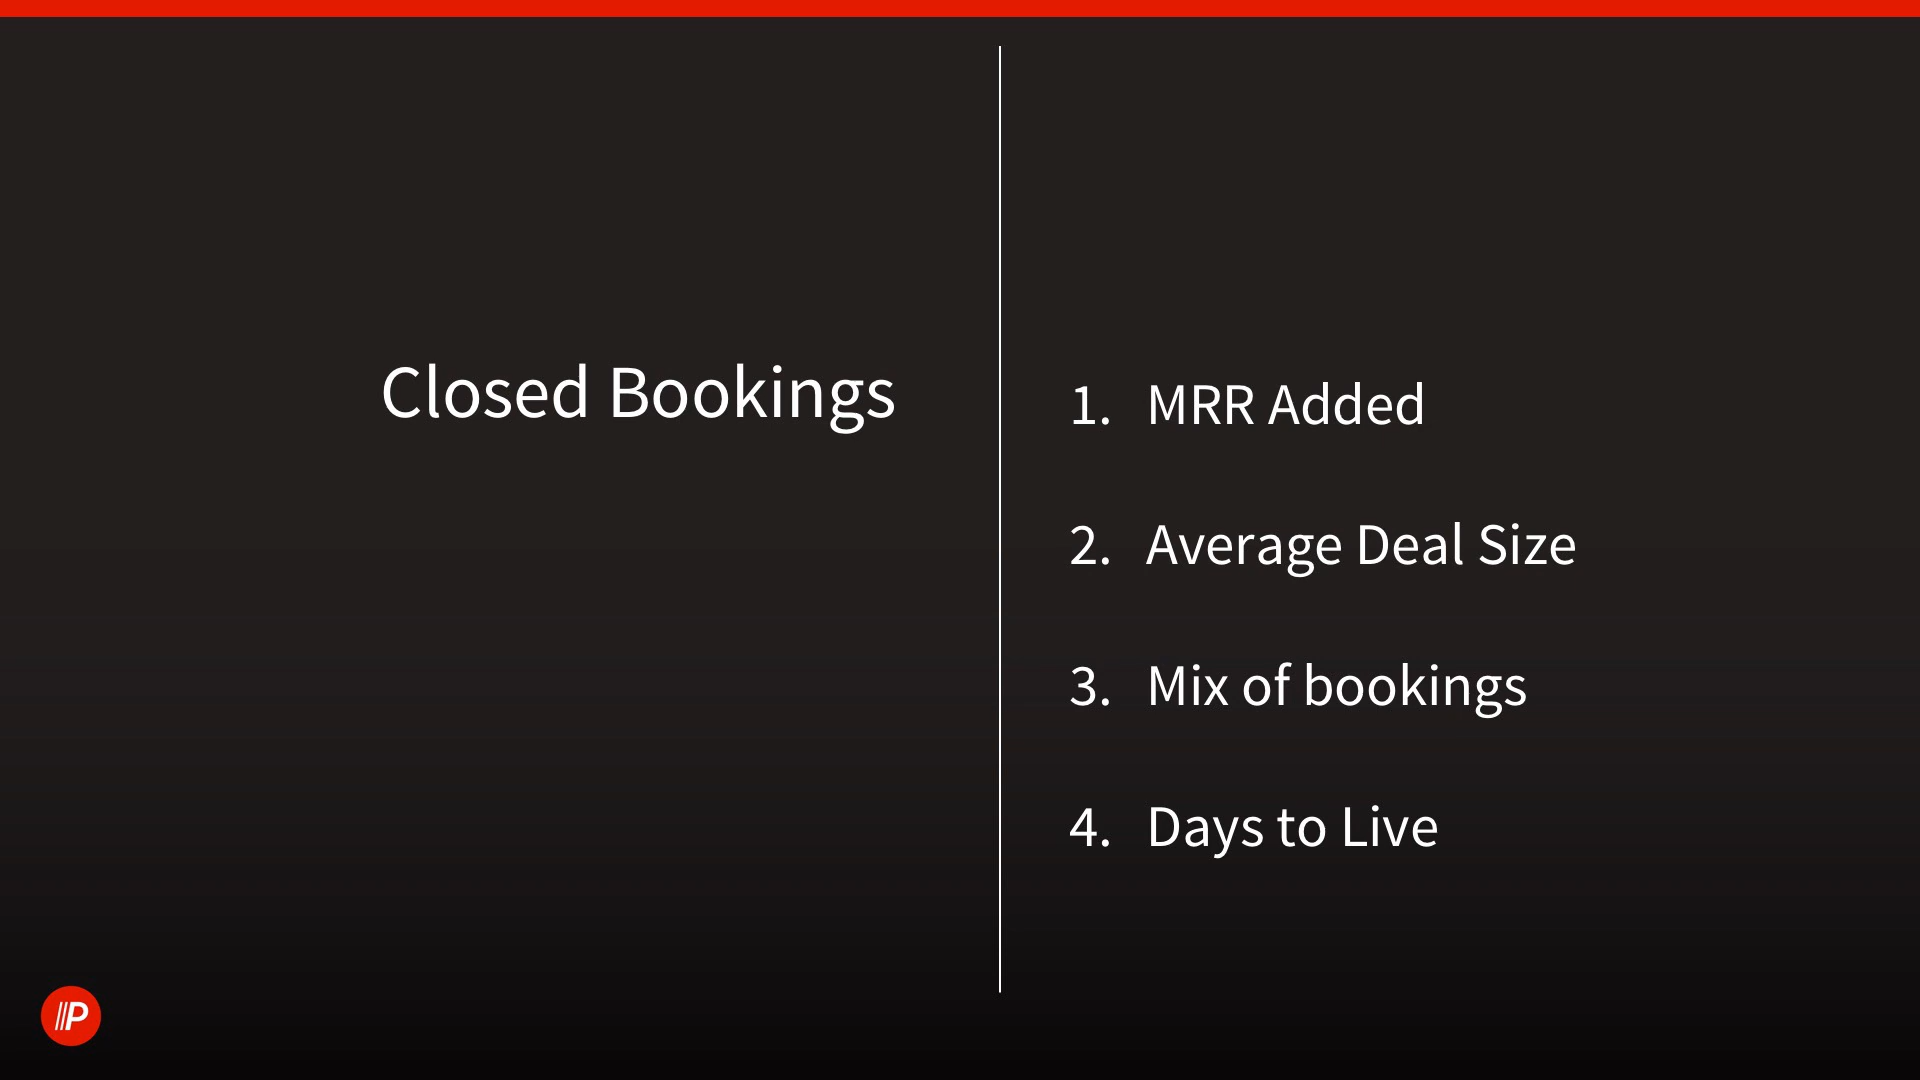 Closed Bookings
1. MRR Added
2. Average Deal Size
3. Mix of bookings
4. Days to Live
P